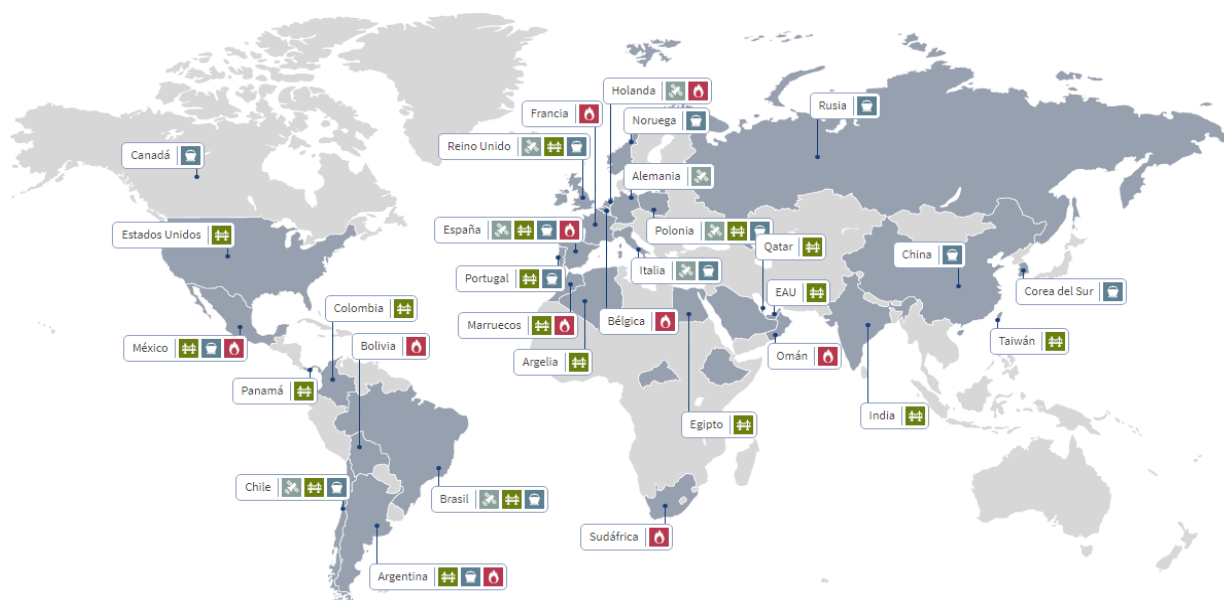 Holanda
Francia
Noruega
Rusia
Reino Unido
Canadá
Alemania
Estados Unidos
España
Polonia
Qatar
China
Portugal
Italia
EAU
Corea del Sur
Colombia
Marruecos
Bélgica
México
Bolivia
Argelia
Omán
Taiwán
Panamá
Egipto
India
Chile
Brasil
Sudáfrica
Argentina